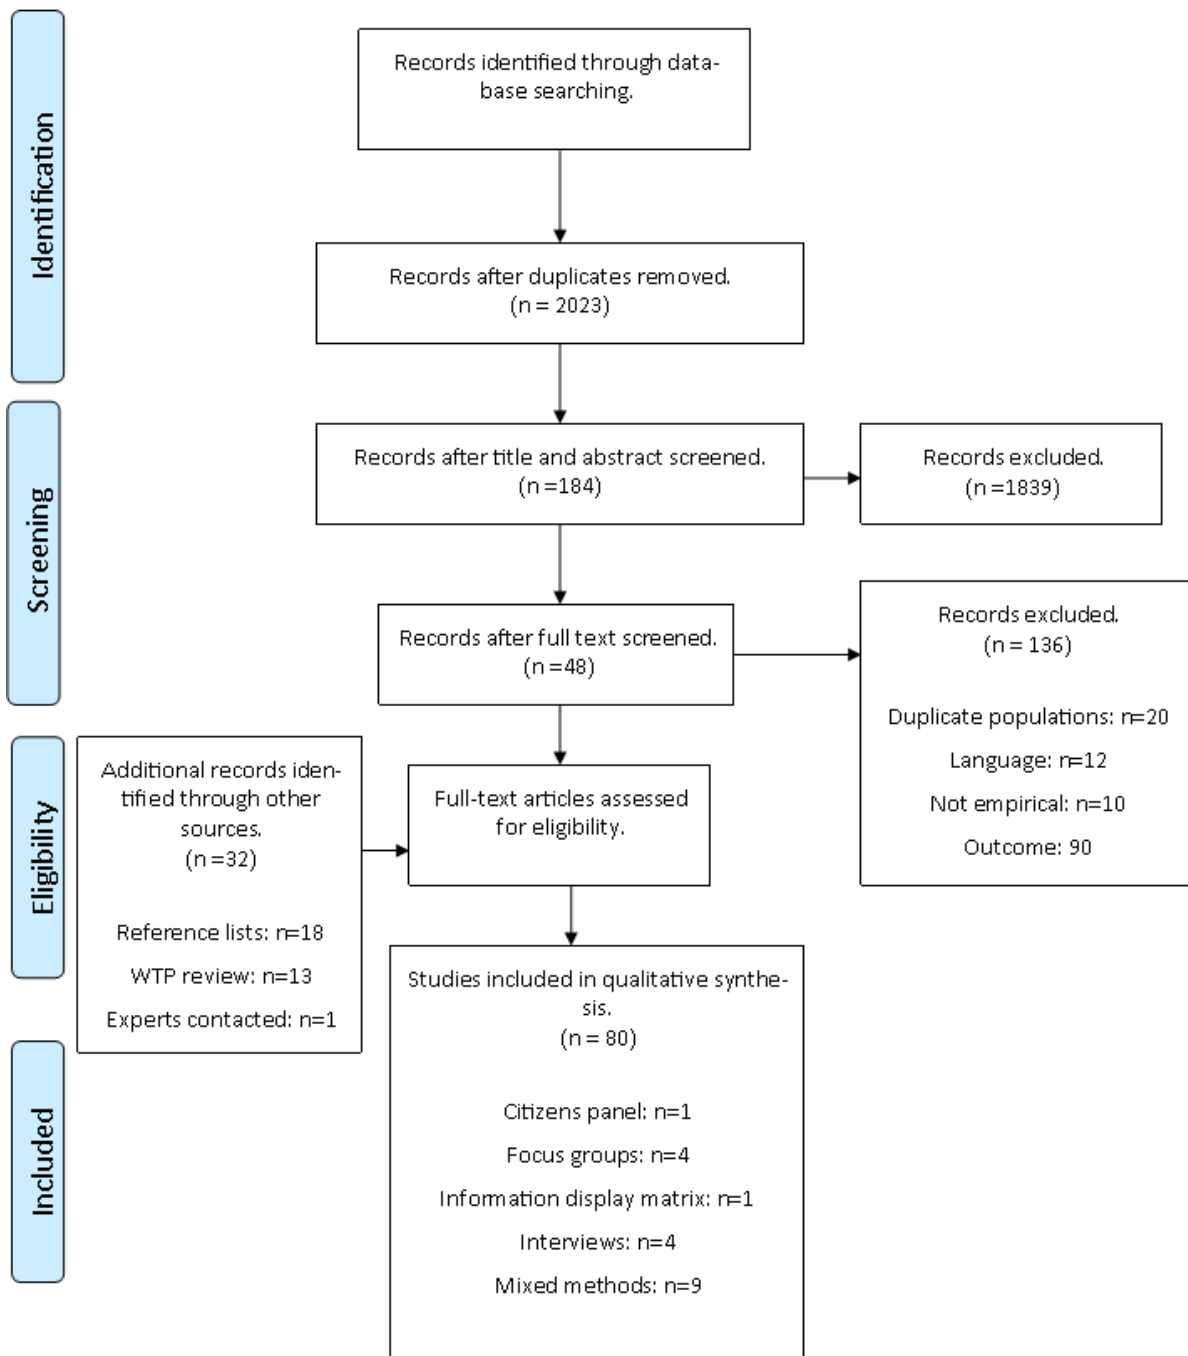 Identification
Records identified through data-
base searching.
Records after duplicates removed.
(n = 2023)
Screening
Records after title and abstract screened.
(n =184)
Records excluded.
(n =1839)
Records after full text screened.
(n =48)
Records excluded.
(n = 136)
Duplicate populations: n=20
Language: n=12
Not empirical: n=10
Outcome: 90
Eligibility
Additional records iden-
tified through other
sources.
(n =32)
Reference lists: n=18
WTP review: n=13
Experts contacted: n=1
Full-text articles assessed
for eligibility.
Included
Studies included in qualitative synthe-
sis.
(n = 80)
Citizens panel: n=1
Focus groups: n=4
Information display matrix: n=1
Interviews: n=4
Mixed methods: n=9